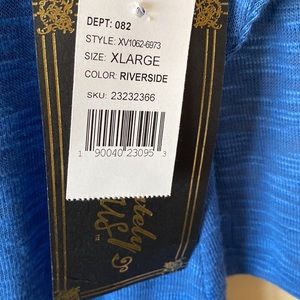 DEPT: 082
STYLE: XV1062-6973
SIZE: XLARGE
COLOR: RIVERSIDE
SKU: 23232366
1 90040 23095 3